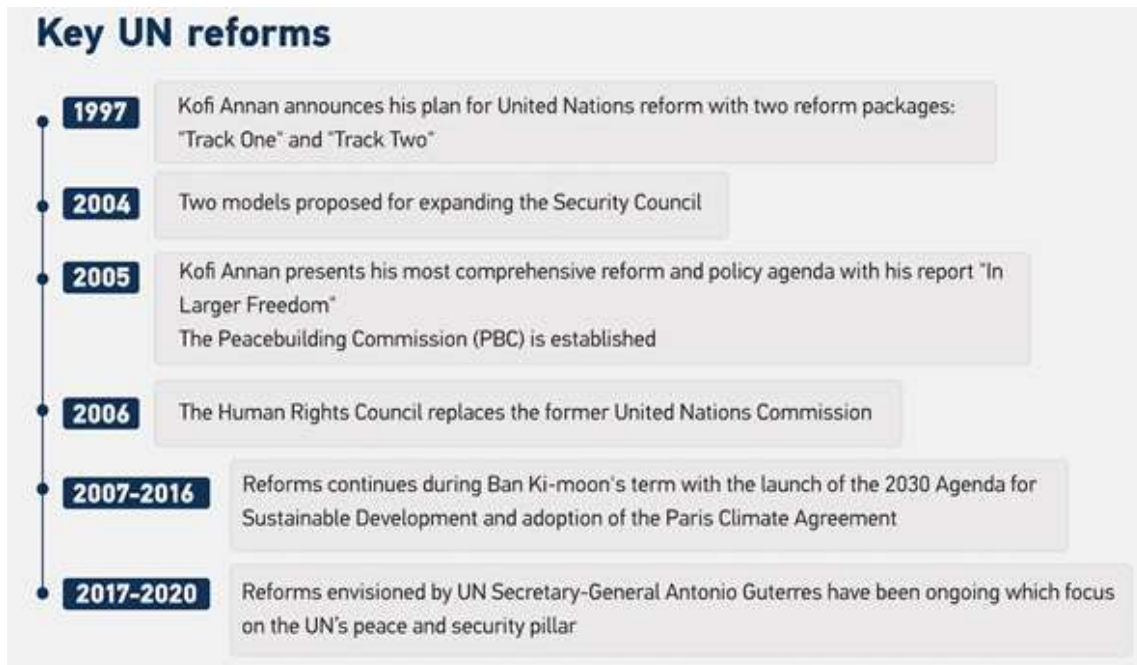 Key UN reforms
1997
Kofi Annan announces his plan for United Nations reform with two reform packages:
"Track One" and "Track Two"
2004
Two models proposed for expanding the Security Council
2005
Kofi Annan presents his most comprehensive reform and policy agenda with his report "In
Larger Freedom"
The Peacebuilding Commission (PBC) is established
2006
The Human Rights Council replaces the former United Nations Commission
2007-2016
Reforms continues during Ban Ki-moon's term with the launch of the 2030 Agenda for
Sustainable Development and adoption of the Paris Climate Agreement
2017-2020
Reforms envisioned by UN Secretary-General Antonio Guterres have been ongoing which focus
on the UN's peace and security pillar